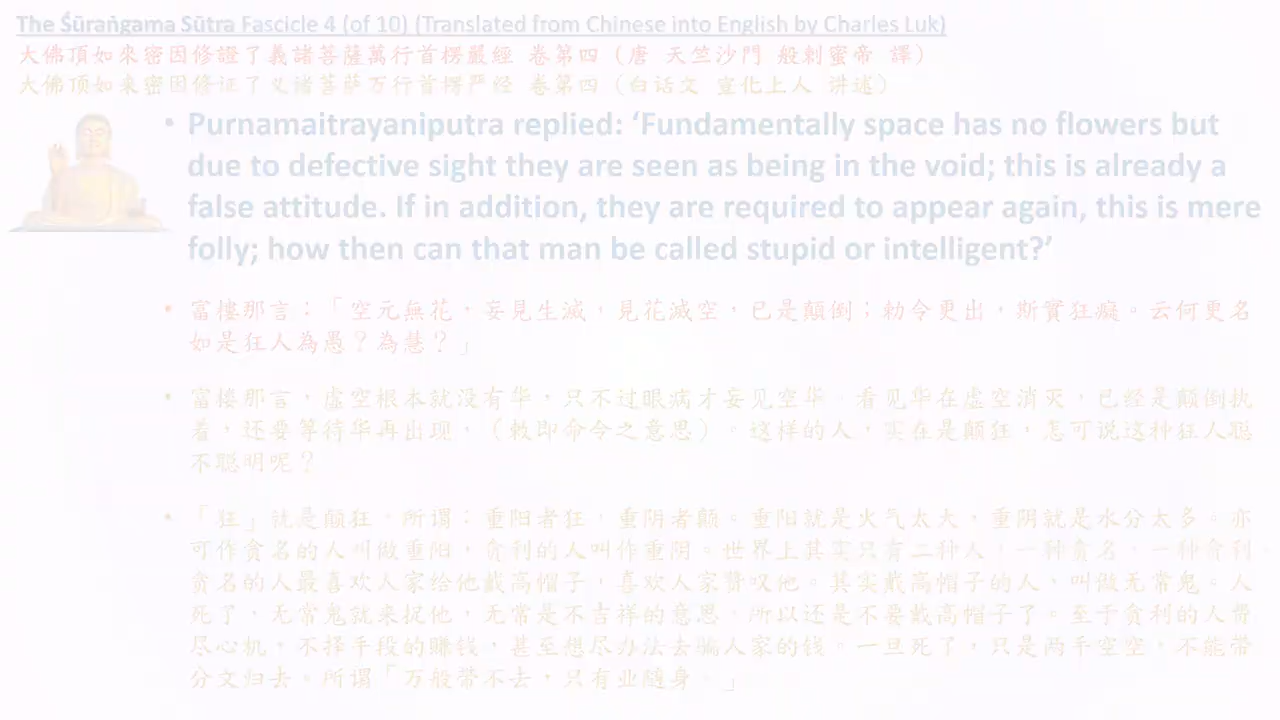 The Śūraṅgama Sūtra Fascicle 4 (of 10) (Translated from Chinese into English by Charles Luk)
大佛頂如來密因修證了義諸菩薩萬行首楞嚴經 卷第四 (唐 天竺沙門 般剌蜜帝 譯)
大佛顶如來密因修证了义諸菩萨万行首楞严经 卷第四 (白话文 宣化上人 讲述)
• Purnamaitrayaniputra replied: ‘Fundamentally space has no flowers but
due to defective sight they are seen as being in the void; this is already a
false attitude. If in addition, they are required to appear again, this is mere
folly; how then can that man be called stupid or intelligent?’
• 富樓那言：「空元無花，妄見生滅，見花滅空，已是顛倒；勑令更出，斯實狂癡。云何更名
如是狂人為愚？為慧？」
• 富楼那言，虚空根本就没有华，只不过眼病才妄见空华。看见华在虚空消灭，已经是颠倒执
着，还要等待华再出现，（敕即命令之意思）。这样的人，实在是颠狂，怎可说这种狂人聪
不聪明呢？
• 「狂」就是颠狂，所谓：重阳者狂，重阴者颠。重阳就是火气太大，重阴就是水分太多。亦
可作贪名的人叫做重阳，贪利的人叫作重阴。世界上其实只有二种人，一种贪名，一种贪利。
贪名的人最喜欢人家给他戴高帽子，喜欢人家赞叹他。其实戴高帽子的人，叫做无常鬼。人
死了，无常鬼就来捉他，无常是不吉祥的意思，所以还是不要戴高帽子了。至于贪利的人费
尽心机，不择手段的赚钱，甚至想尽办法去骗人家的钱。一旦死了，只是两手空空，不能带
分文归去。所谓「万般带不去，只有业随身。」